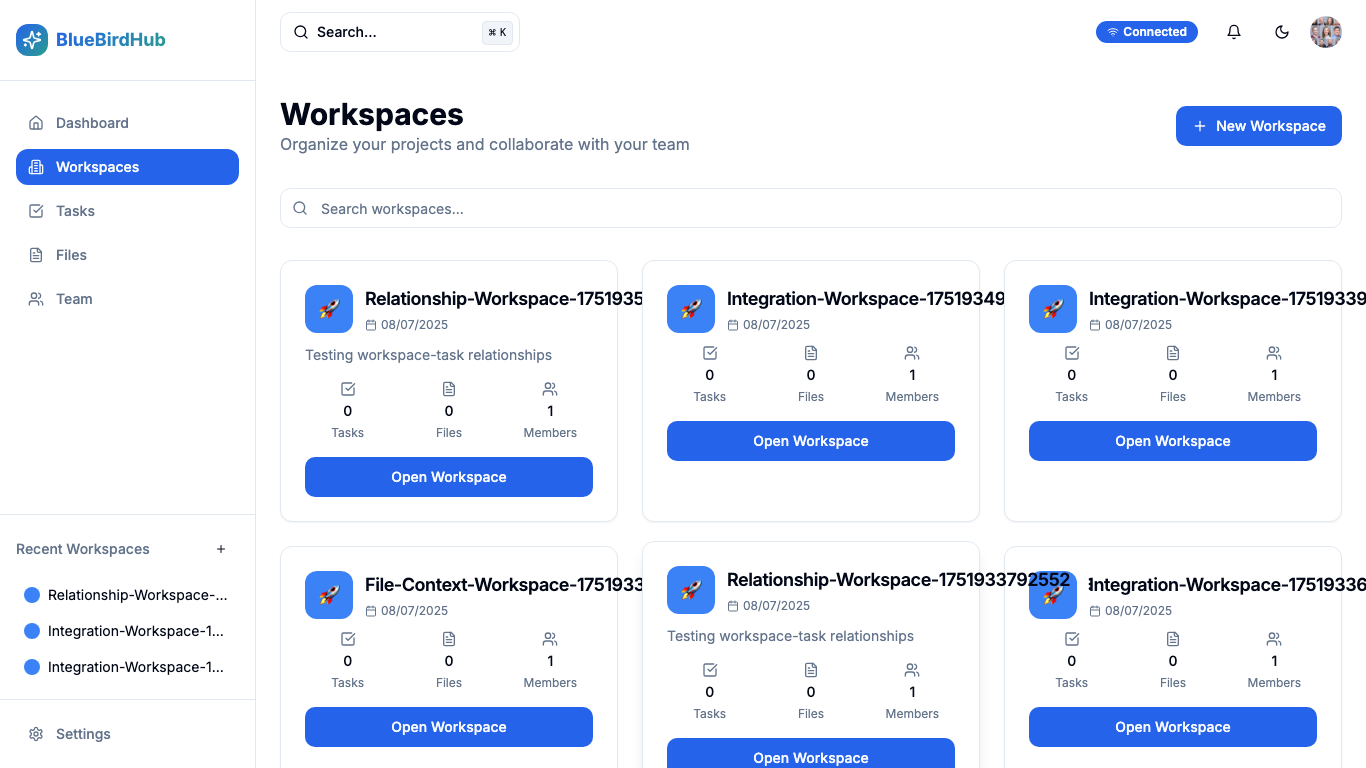 BlueBirdHub
Search...
⌘ K
Connected
Dashboard
Workspaces
Tasks
Files
Team
Recent Workspaces
+
Relationship-Workspace-...
Integration-Workspace-1...
Integration-Workspace-1...
Settings
Workspaces
Organize your projects and collaborate with your team
+ New Workspace
Search workspaces...
Relationship-Workspace-1751935
08/07/2025
Testing workspace-task relationships
0
Tasks
0
Files
1
Members
Open Workspace
Integration-Workspace-17519349
08/07/2025
0
Tasks
0
Files
1
Members
Open Workspace
Integration-Workspace-17519339
08/07/2025
0
Tasks
0
Files
1
Members
Open Workspace
File-Context-Workspace-1751933
08/07/2025
0
Tasks
0
Files
1
Members
Open Workspace
Relationship-Workspace-1751933792552
08/07/2025
Testing workspace-task relationships
0
Tasks
0
Files
1
Members
Open Workspace
Integration-Workspace-17519336
08/07/2025
0
Tasks
0
Files
1
Members
Open Workspace